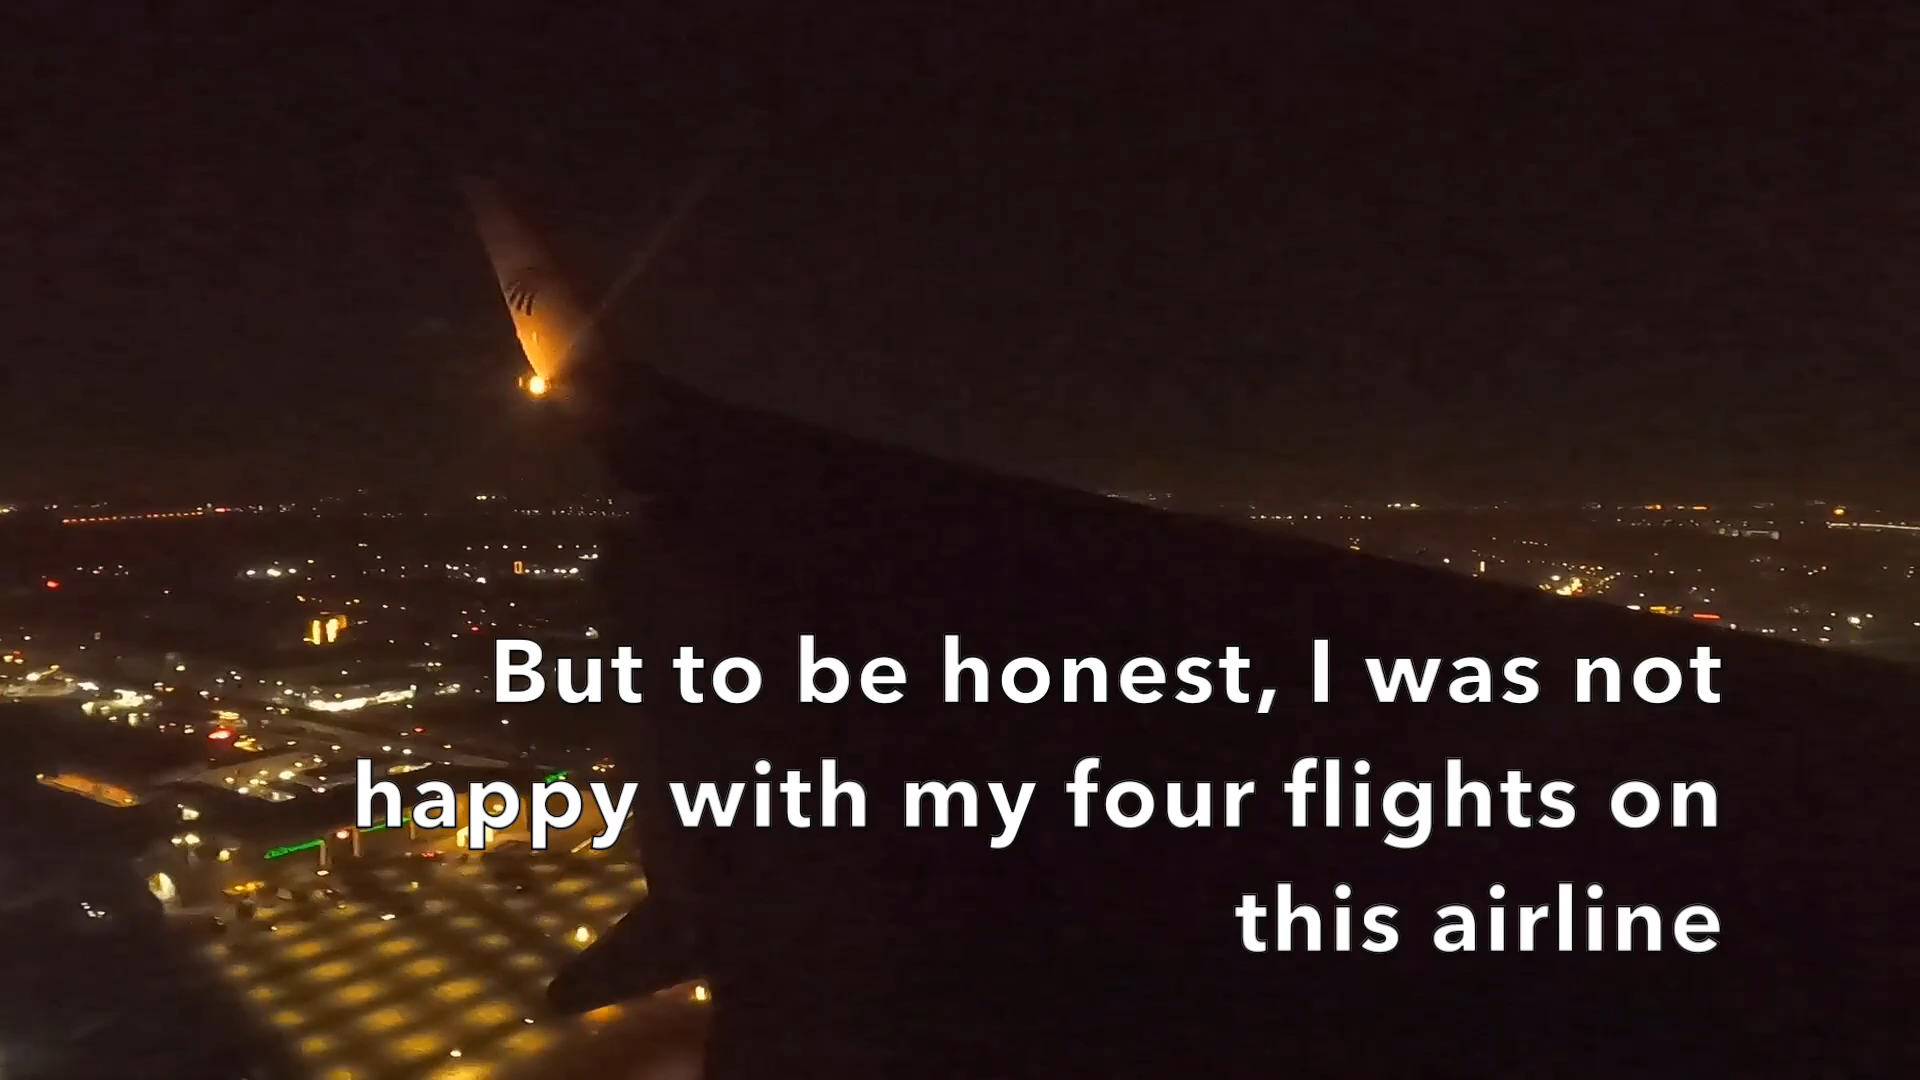 But to be honest, I was not
happy with my four flights on
this airline